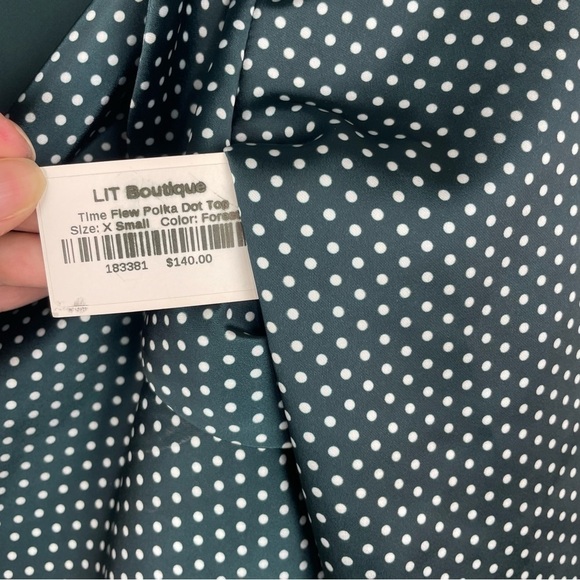 LIT Boutique
Time Flew Polka Dot Top
Size: X Small Color: Forest
183381 $140.00